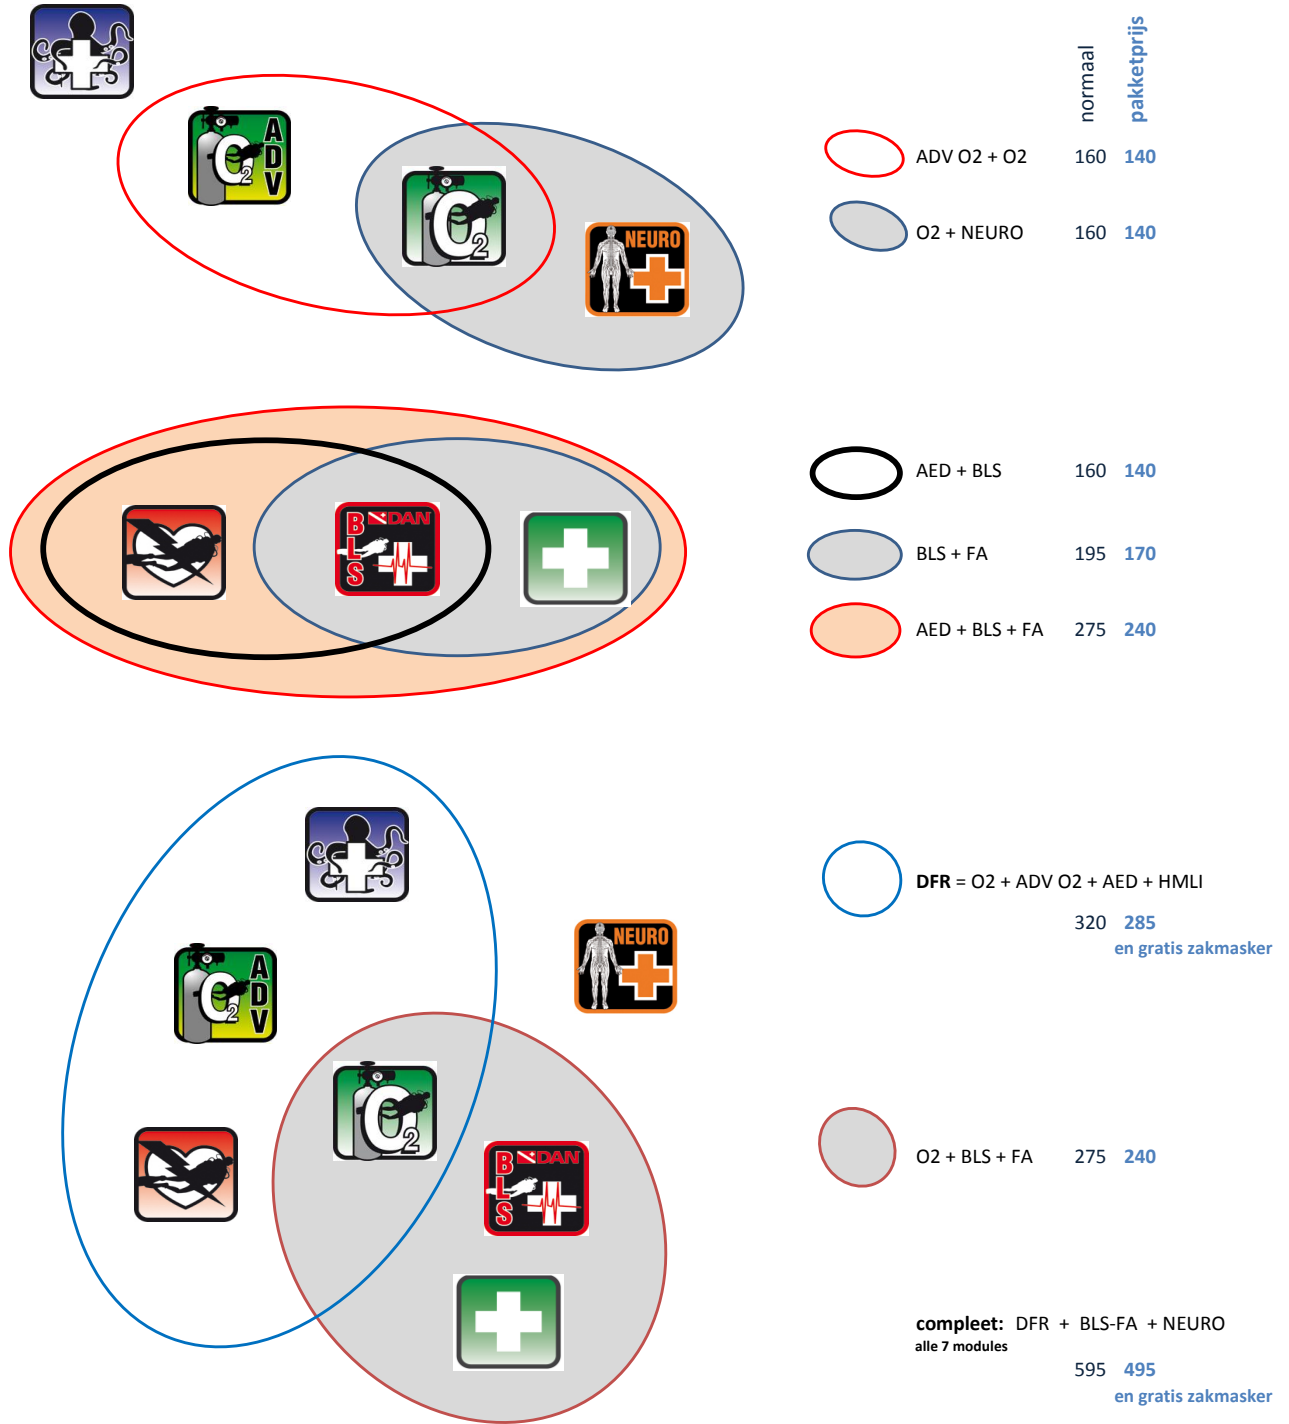 normaal pakketprijs
ADV O2 + O2 160 140
O2 + NEURO 160 140
ADV
O2
O2
NEURO
AED + BLS 160 140
BLS + FA 195 170
AED + BLS + FA 275 240
BLS DAN
DFR = O2 + ADV O2 + AED + HMLI
320 285
en gratis zakmasker
NEURO
ADV
O2
O2
BLS DAN
O2 + BLS + FA 275 240
compleet: DFR + BLS-FA + NEURO
alle 7 modules
595 495
en gratis zakmasker